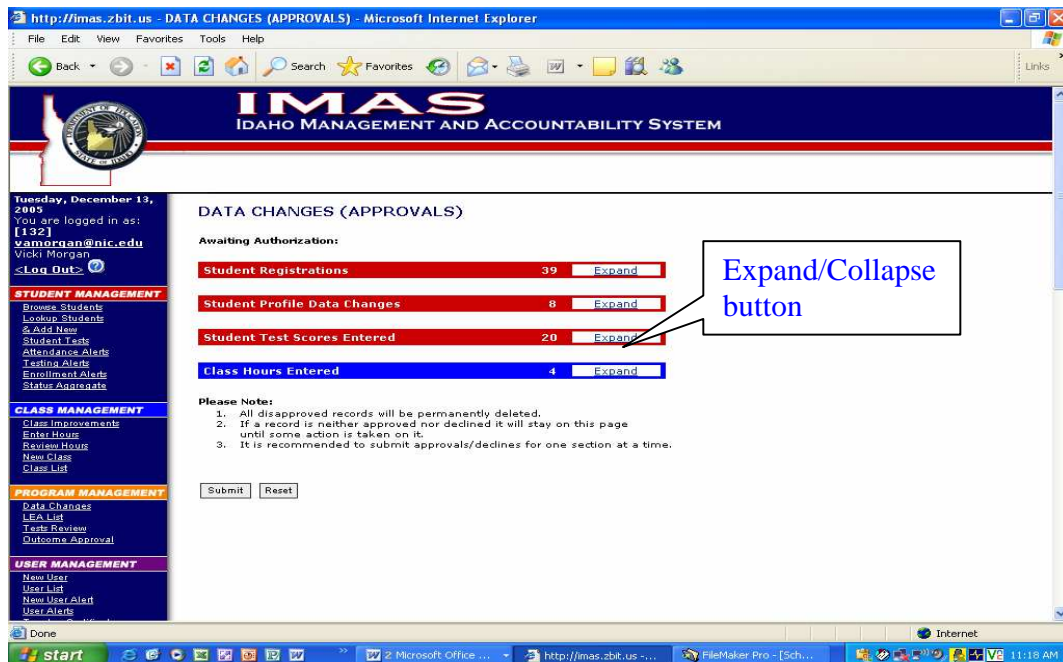 http://imas.zbit.us - DATA CHANGES (APPROVALS) - Microsoft Internet Explorer
File Edit View Favorites Tools Help
Back Search Favorites Links
IMAS
IDAHO MANAGEMENT AND ACCOUNTABILITY SYSTEM
Tuesday, December 13,
2005
You are logged in as:
[132]
vamorgan@nic.edu
Vicki Morgan
<Log Out>
STUDENT MANAGEMENT
Browse Students
Lookup Students
& Add New
Student Tests
Attendance Alerts
Testing Alerts
Enrollment Alerts
Status Aggregate
CLASS MANAGEMENT
Class Improvements
Enter Hours
Review Hours
New Class
Class List
PROGRAM MANAGEMENT
Data Changes
LEA List
Tests Review
Outcome Approval
USER MANAGEMENT
New User
User List
New User Alert
User Alerts
DATA CHANGES (APPROVALS)
Awaiting Authorization:
Student Registrations 39 Expand
Student Profile Data Changes 8 Expand
Student Test Scores Entered 20 Expand
Class Hours Entered 4 Expand
Expand/Collapse
button
Please Note:
1. All disapproved records will be permanently deleted.
2. If a record is neither approved nor declined it will stay on this page
until some action is taken on it.
3. It is recommended to submit approvals/declines for one section at a time.
Submit Reset
Done Internet
start 2 Microsoft Office ... http://imas.zbit.us -... FileMaker Pro - [Sch... 11:18 AM